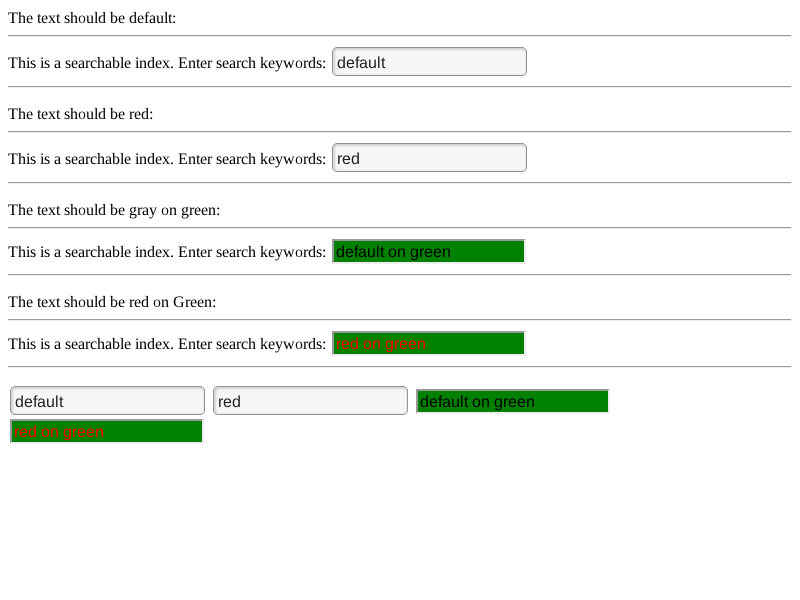 The text should be default:
This is a searchable index. Enter search keywords: default
The text should be red:
This is a searchable index. Enter search keywords: red
The text should be gray on green:
This is a searchable index. Enter search keywords: default on green
The text should be red on Green:
This is a searchable index. Enter search keywords: red on green
default red default on green
red on green